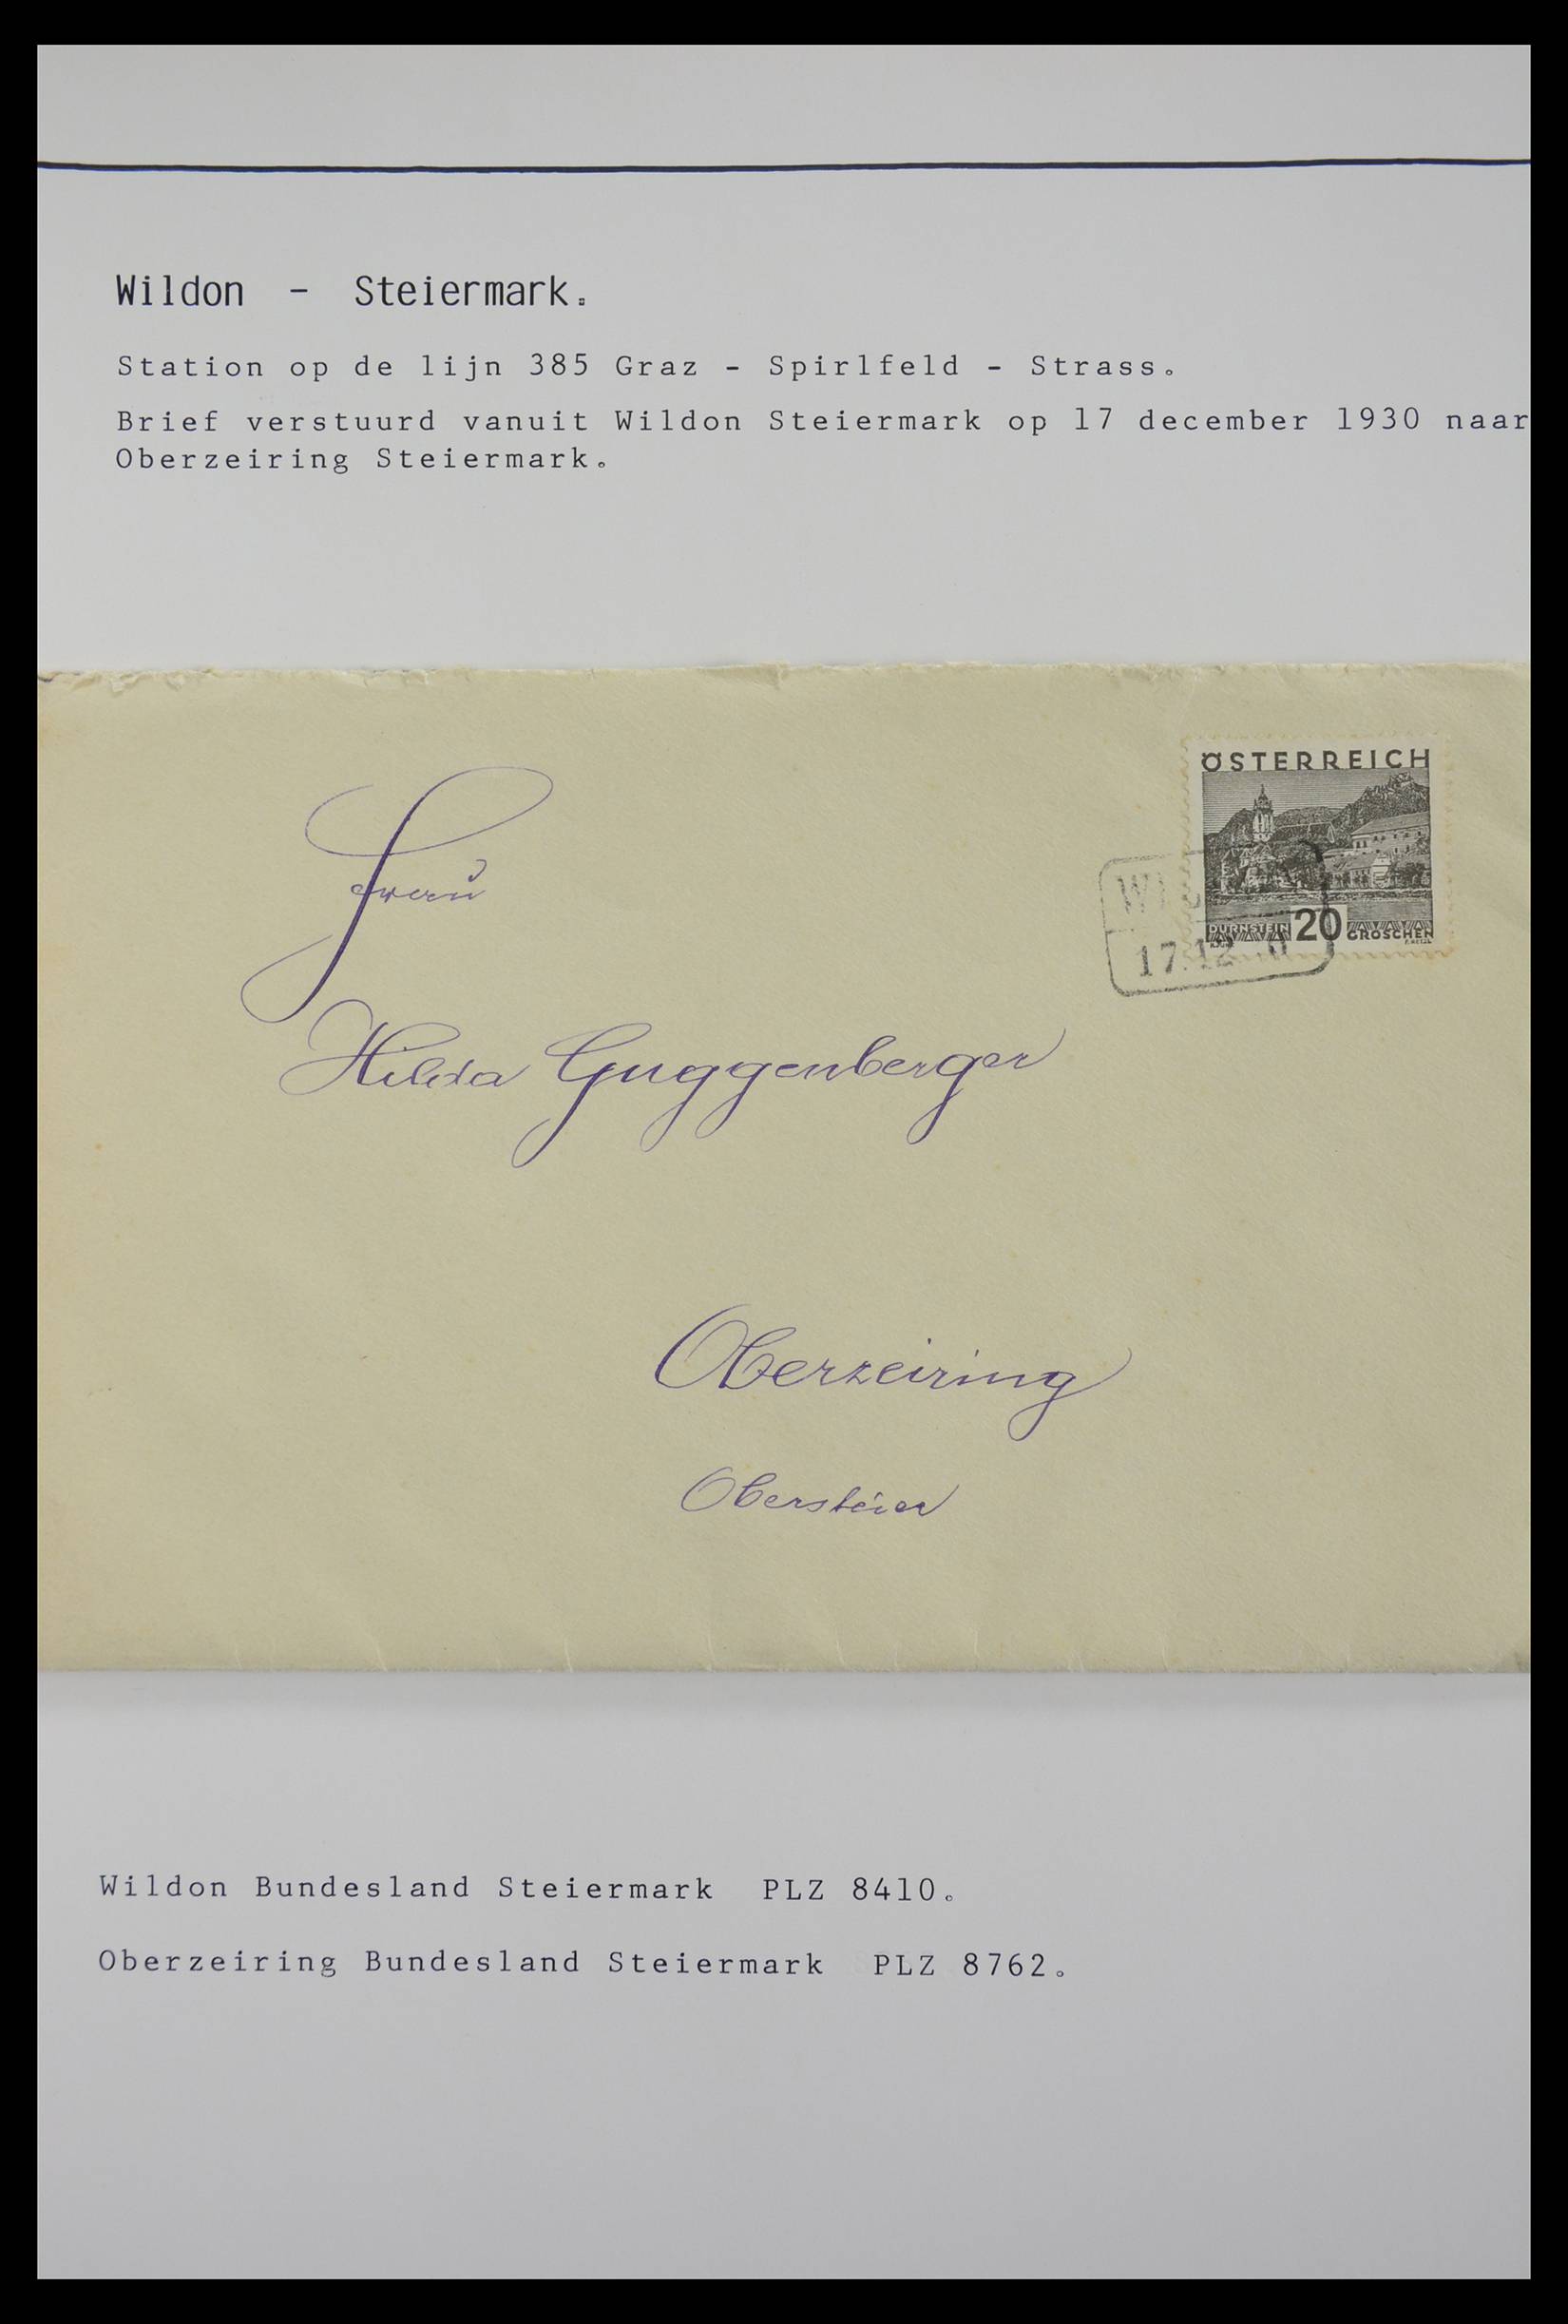 Wildon - Steiermark.
Station op de lijn 385 Graz - Spirlfeld - Strass.
Brief verstuurd vanuit Wildon Steiermark op 17 december 1930 naar
Oberzeiring Steiermark.
ÖSTERREICH
DÜRNSTEIN 20 GROSCHEN
17.12
Frau
Hilda Guggenberger
Oberzeiring
Obersteier
Wildon Bundesland Steiermark PLZ 8410.
Oberzeiring Bundesland Steiermark PLZ 8762.